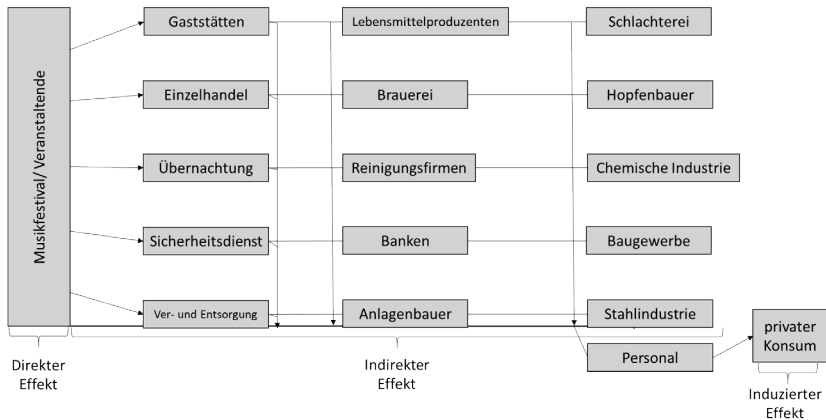 Musikfestival/ Veranstaltende
Gaststätten
Lebensmittelproduzenten
Schlachterei
Einzelhandel
Brauerei
Hopfenbauer
Übernachtung
Reinigungsfirmen
Chemische Industrie
Sicherheitsdienst
Banken
Baugewerbe
Ver- und Entsorgung
Anlagenbauer
Stahlindustrie
Personal
privater
Konsum
Direkter
Effekt
Indirekter
Effekt
Induzierter
Effekt